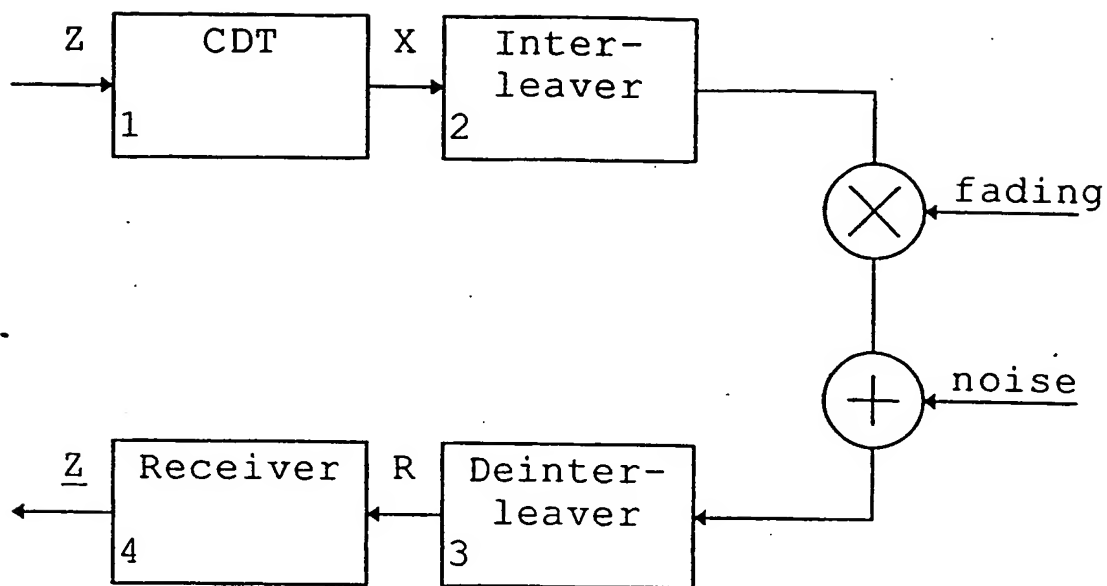 Z
CDT
1
X
Inter-
leaver
2
fading
noise
Z
Receiver
4
R
Deinter-
leaver
3